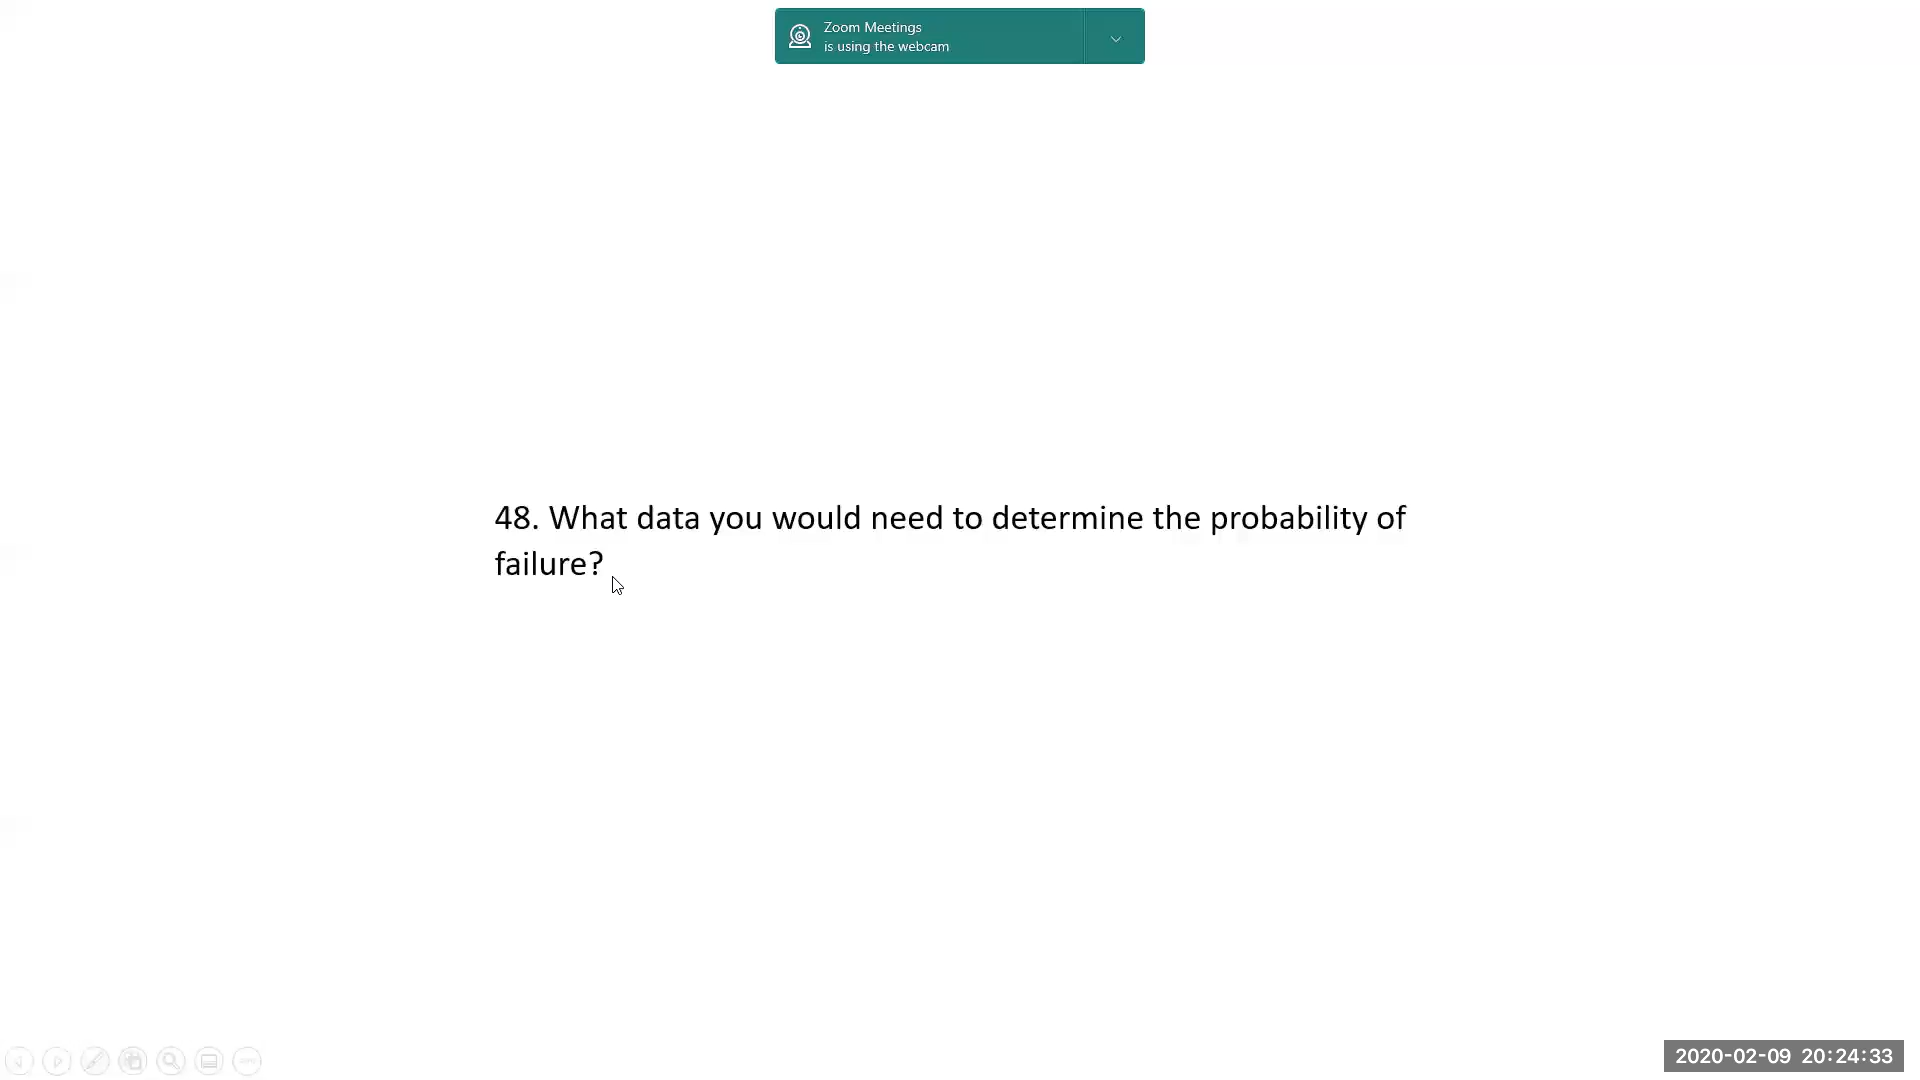 Zoom Meetings
is using the webcam
48. What data you would need to determine the probability of
failure?
2020-02-09 20:24:33